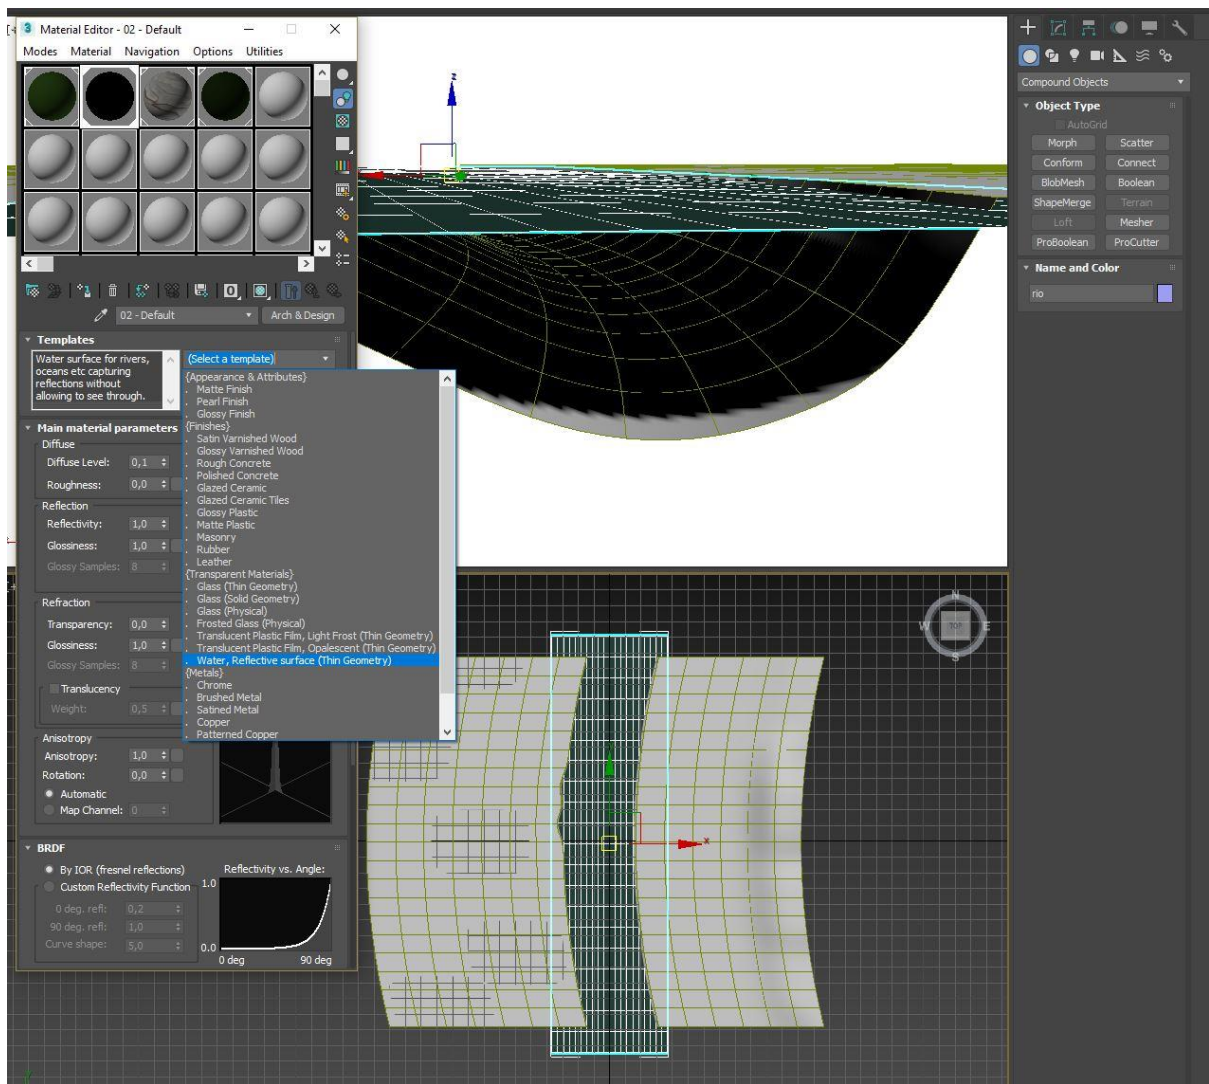 Material Editor - 02 - Default
Modes Material Navigation Options Utilities
02 - Default
Arch & Design
Templates
Water surface for rivers,
oceans etc capturing
reflections without
allowing to see through.
(Select a template)
{Appearance & Attributes}
. Matte Finish
. Pearl Finish
. Glossy Finish
{Finishes}
. Satin Varnished Wood
. Glossy Varnished Wood
. Rough Concrete
. Polished Concrete
. Glazed Ceramic
. Glazed Ceramic Tiles
. Glossy Plastic
. Matte Plastic
. Masonry
. Rubber
. Leather
{Transparent Materials}
. Glass (Thin Geometry)
. Glass (Solid Geometry)
. Glass (Physical)
. Frosted Glass (Physical)
. Translucent Plastic Film, Light Frost (Thin Geometry)
. Translucent Plastic Film, Opalescent (Thin Geometry)
. Water, Reflective surface (Thin Geometry)
{Metals}
. Chrome
. Brushed Metal
. Satined Metal
. Copper
. Patterned Copper
Main material parameters
Diffuse
Diffuse Level: 0,1
Roughness: 0,0
Reflection
Reflectivity: 1,0
Glossiness: 1,0
Glossy Samples: 8
Refraction
Transparency: 0,0
Glossiness: 1,0
Glossy Samples: 8
Translucency
Weight: 0,5
Anisotropy
Anisotropy: 1,0
Rotation: 0,0
Automatic
Map Channel: 0
BRDF
By IOR (fresnel reflections)
Custom Reflectivity Function
0 deg. refl: 0,2
90 deg. refl: 1,0
Curve shape: 5,0
Reflectivity vs. Angle:
1.0
0.0
0 deg 90 deg
z
N
W TOP E
S
x
Compound Objects
Object Type
AutoGrid
Morph Scatter
Conform Connect
BlobMesh Boolean
ShapeMerge Terrain
Loft Mesher
ProBoolean ProCutter
Name and Color
rio